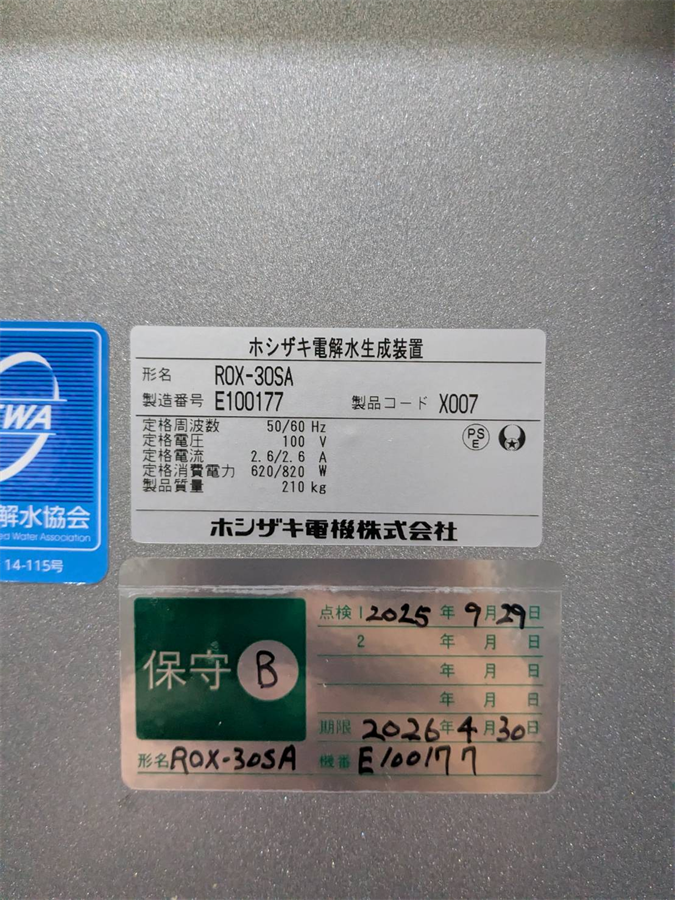 ホシザキ電解水生成装置
形名 ROX-30SA
製造番号 E100177 製品コード X007
定格周波数 50/60 Hz
定格電圧 100 V
定格電流 2.6/2.6 A
定格消費電力 620/820 W
製品質量 210 kg
PS
E
ホシザキ電機株式会社
EWA
解水協会
ed Water Association
14-115号
保守 B
点検 1 2025 年 9 月 29 日
2 年 月 日
年 月 日
年 月 日
期限 2026 年 4 月 30 日
形名 ROX-30SA 機番 E100177